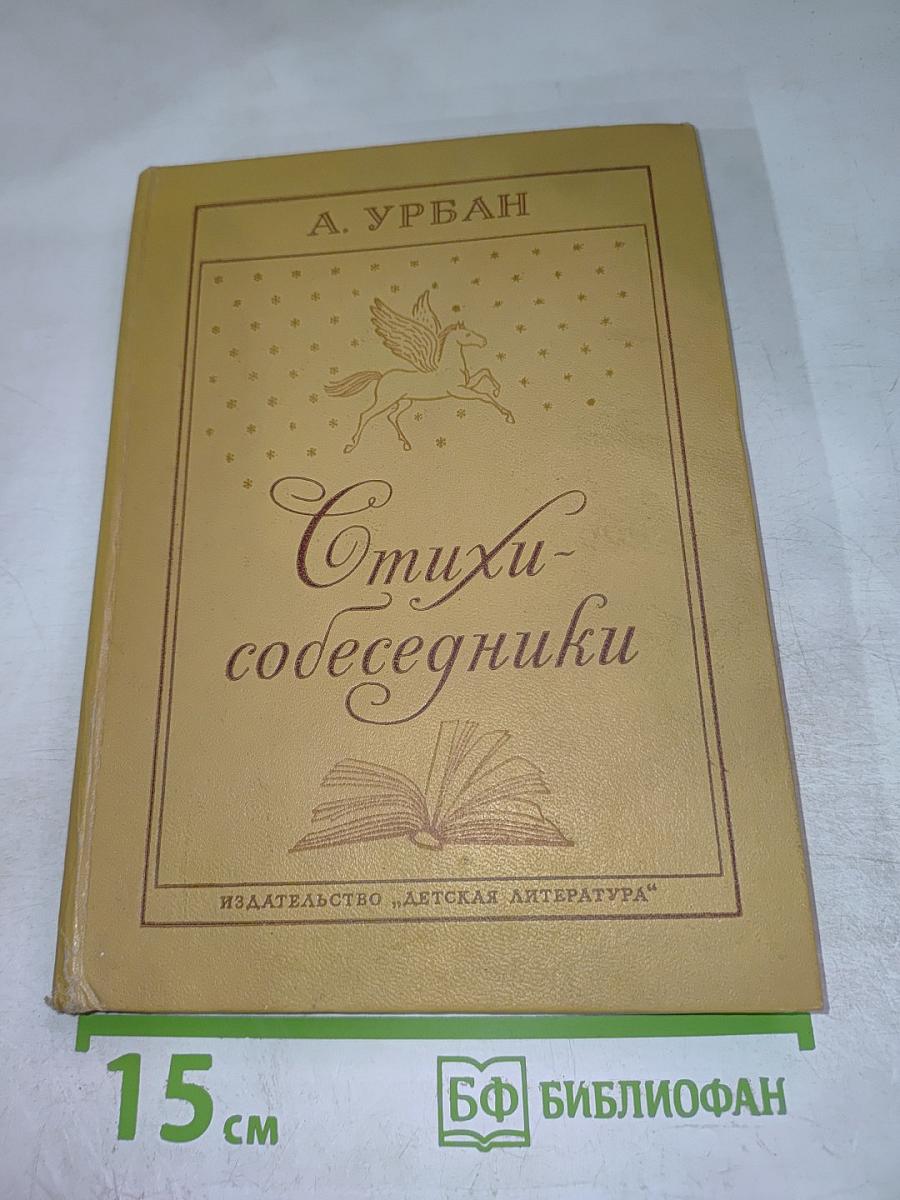 А. УРБАН
Стихи-
собеседники
ИЗДАТЕЛЬСТВО „ДЕТСКАЯ ЛИТЕРАТУРА“
15 см
БФ БИБЛИОФАН